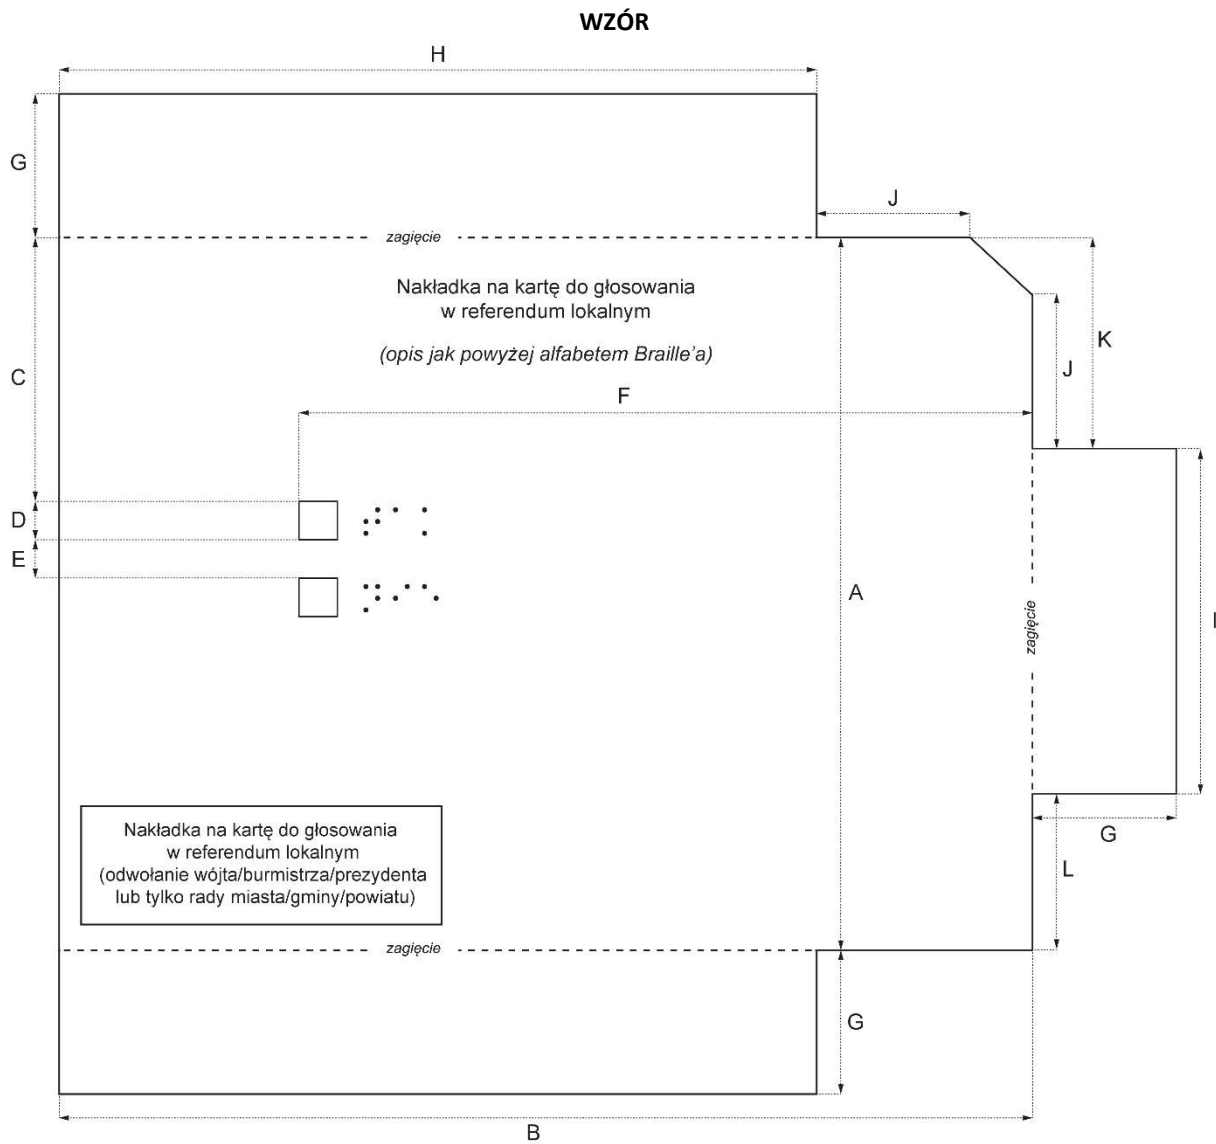 WZÓR
H
G
J
zagięcie
Nakładka na kartę do głosowania
w referendum lokalnym
(opis jak powyżej alfabetem Braille’a)
K
J
C
F
D
E
A
zagięcie
I
Nakładka na kartę do głosowania
w referendum lokalnym
(odwołanie wójta/burmistrza/prezydenta
lub tylko rady miasta/gminy/powiatu)
G
L
zagięcie
G
B